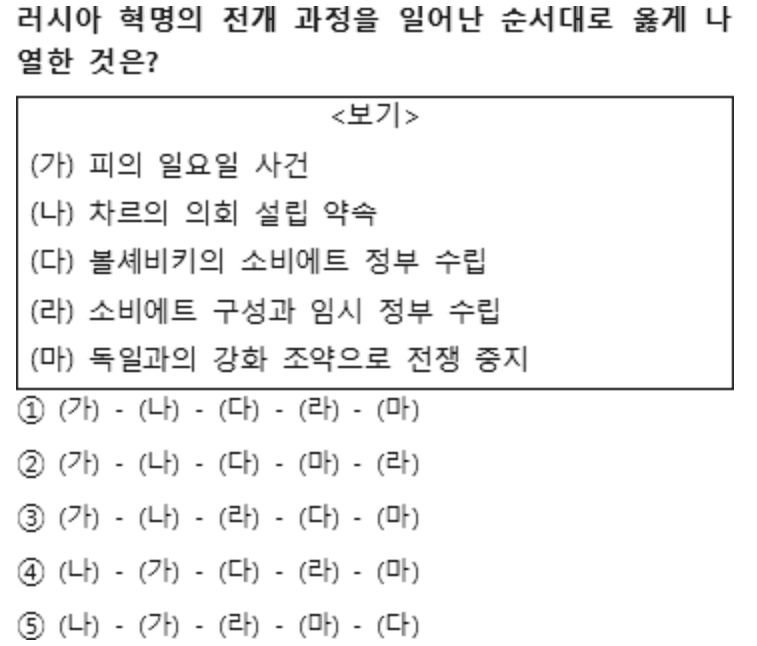 러시아 혁명의 전개 과정을 일어난 순서대로 옳게 나
열한 것은?
<보기>
(가) 피의 일요일 사건
(나) 차르의 의회 설립 약속
(다) 볼셰비키의 소비에트 정부 수립
(라) 소비에트 구성과 임시 정부 수립
(마) 독일과의 강화 조약으로 전쟁 중지
① (가) - (나) - (다) - (라) - (마)
② (가) - (나) - (다) - (마) - (라)
③ (가) - (나) - (라) - (다) - (마)
④ (나) - (가) - (다) - (라) - (마)
⑤ (나) - (가) - (라) - (마) - (다)